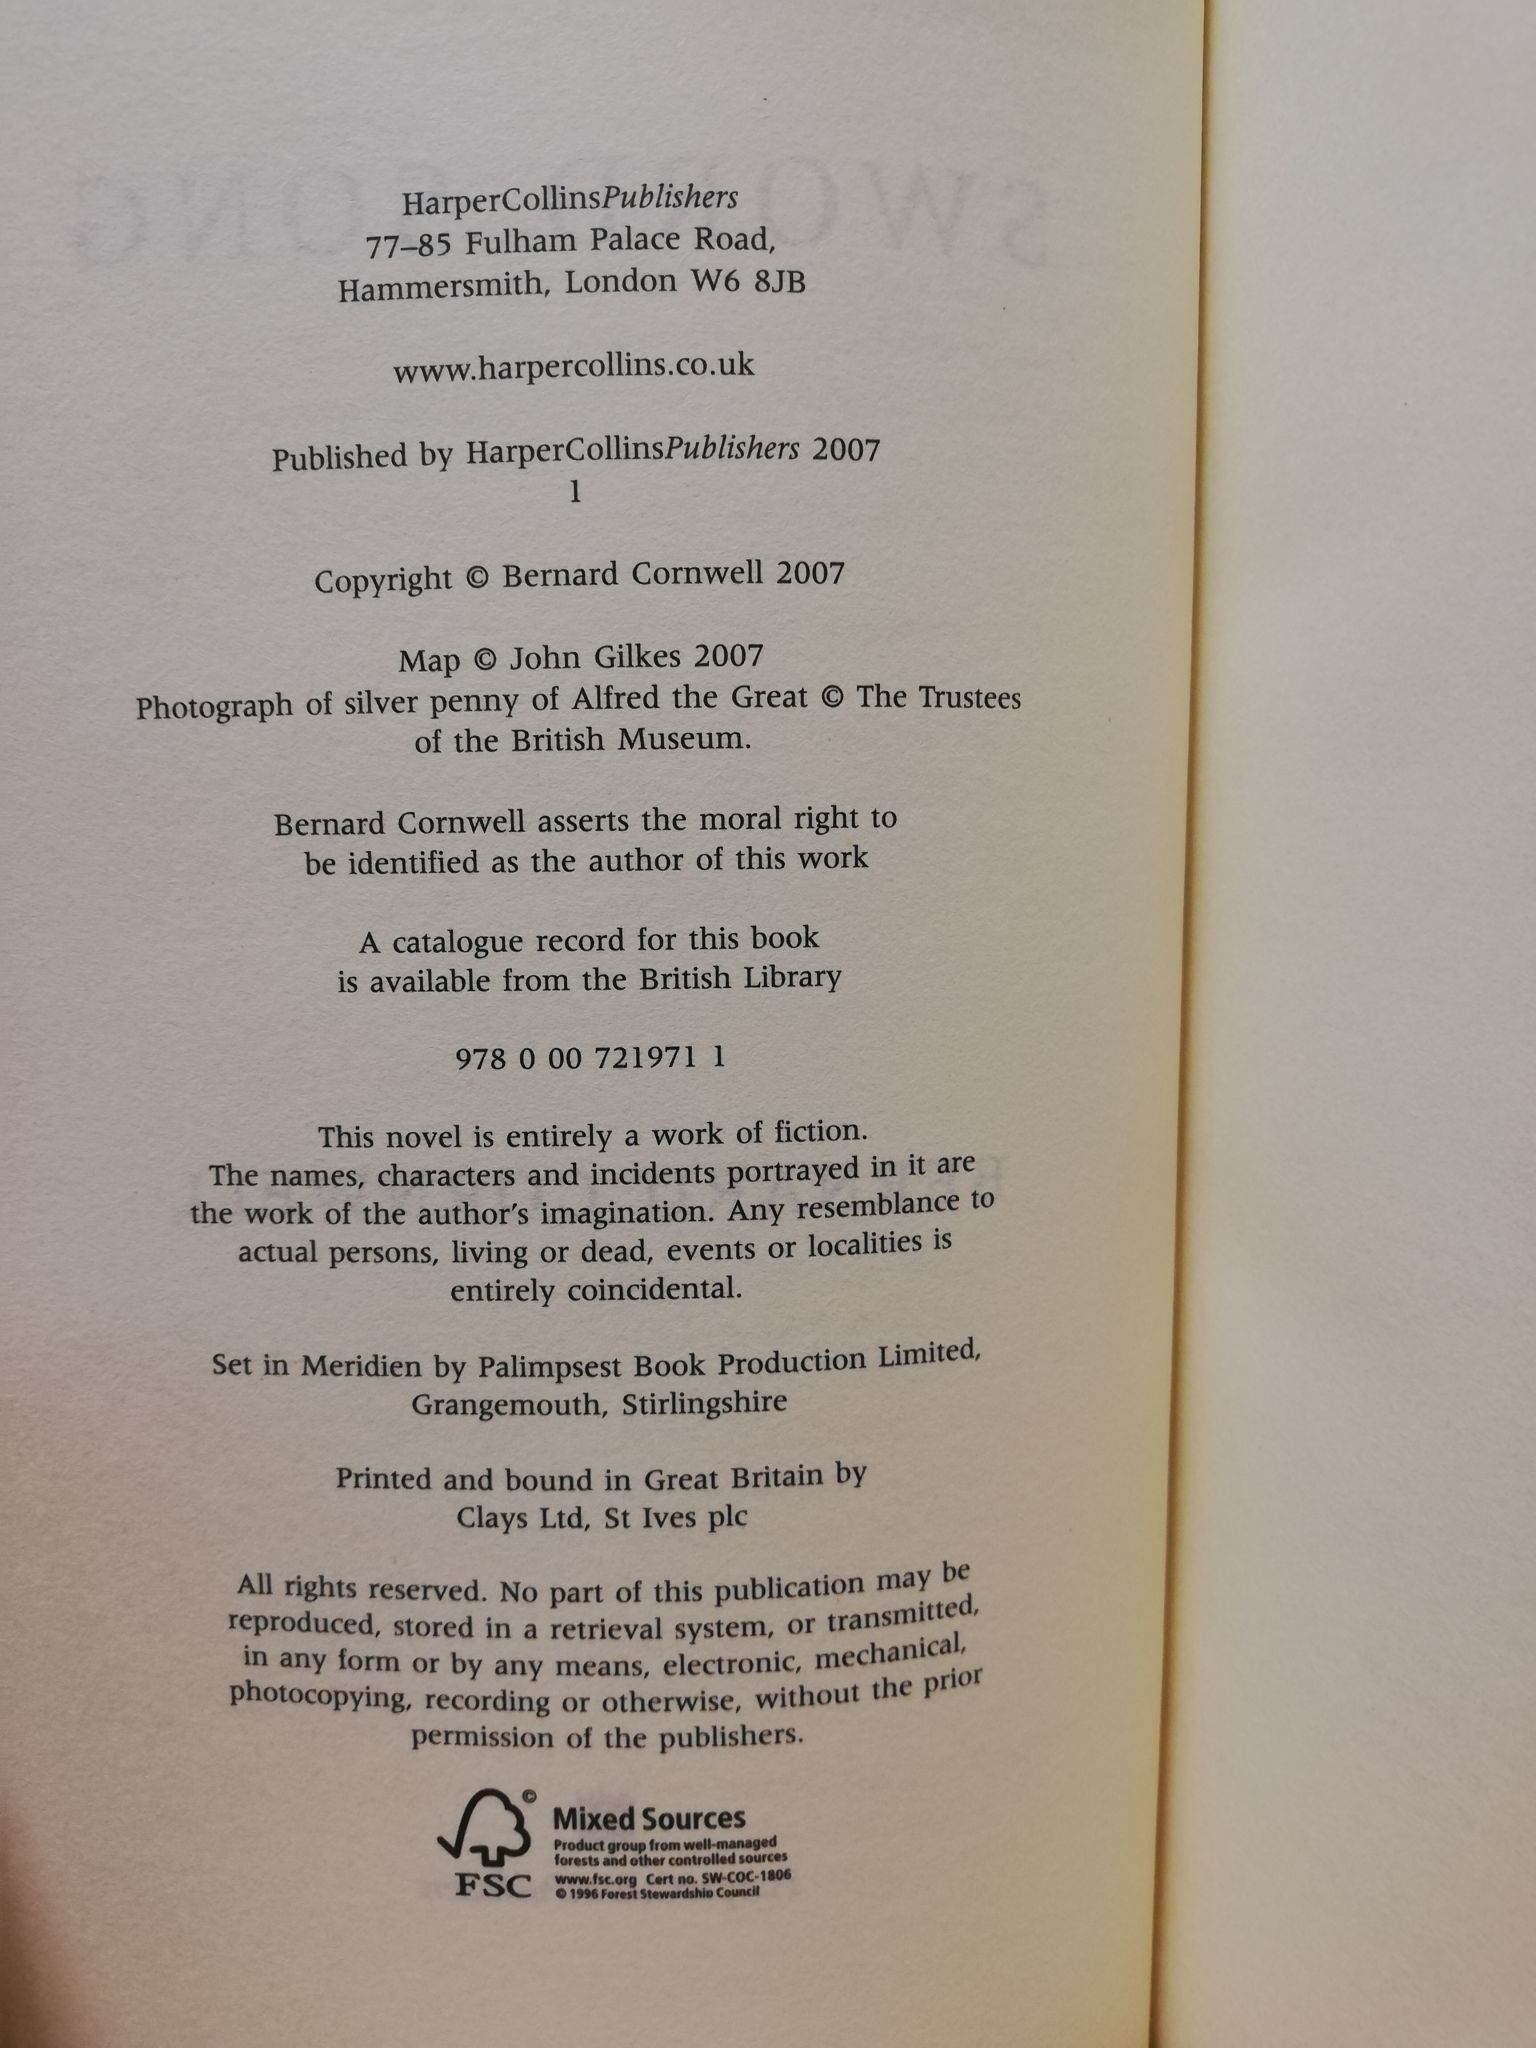 HarperCollinsPublishers
77–85 Fulham Palace Road,
Hammersmith, London W6 8JB
www.harpercollins.co.uk
Published by HarperCollinsPublishers 2007
1
Copyright © Bernard Cornwell 2007
Map © John Gilkes 2007
Photograph of silver penny of Alfred the Great © The Trustees
of the British Museum.
Bernard Cornwell asserts the moral right to
be identified as the author of this work
A catalogue record for this book
is available from the British Library
978 0 00 721971 1
This novel is entirely a work of fiction.
The names, characters and incidents portrayed in it are
the work of the author's imagination. Any resemblance to
actual persons, living or dead, events or localities is
entirely coincidental.
Set in Meridien by Palimpsest Book Production Limited,
Grangemouth, Stirlingshire
Printed and bound in Great Britain by
Clays Ltd, St Ives plc
All rights reserved. No part of this publication may be
reproduced, stored in a retrieval system, or transmitted,
in any form or by any means, electronic, mechanical,
photocopying, recording or otherwise, without the prior
permission of the publishers.
©
FSC
Mixed Sources
Product group from well-managed
forests and other controlled sources
www.fsc.org Cert no. SW-COC-1806
© 1996 Forest Stewardship Council